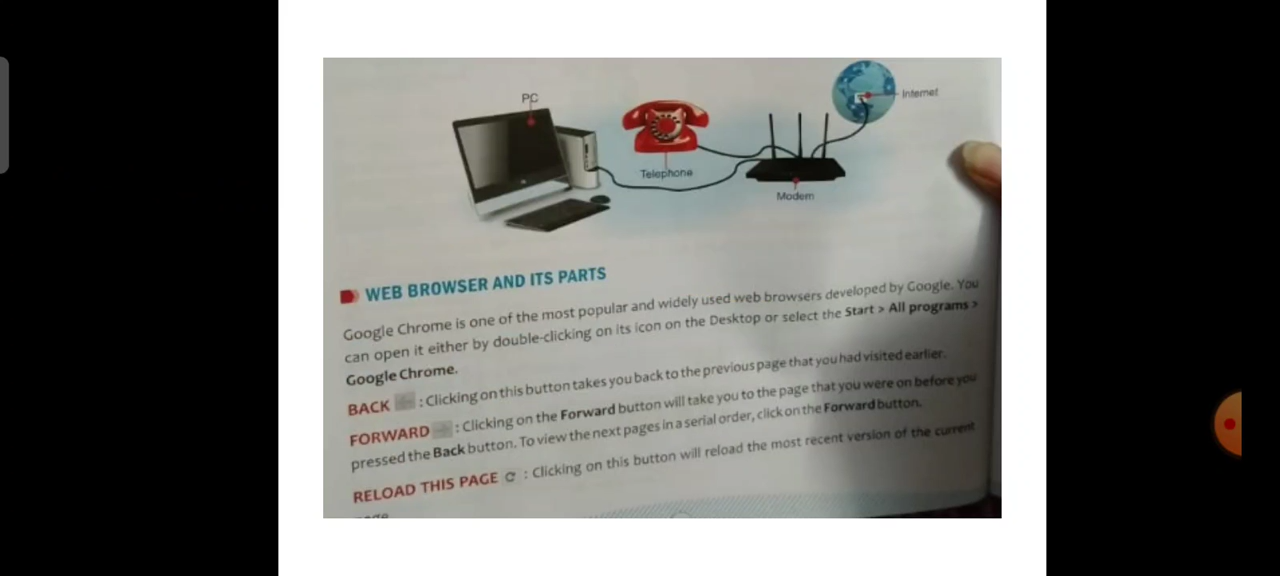 PC
Internet
Telephone
Modem
WEB BROWSER AND ITS PARTS
Google Chrome is one of the most popular and widely used web browsers developed by Google. You
can open it either by double-clicking on its icon on the Desktop or select the Start > All programs >
Google Chrome.
BACK : Clicking on this button takes you back to the previous page that you had visited earlier.
FORWARD : Clicking on the Forward button will take you to the page that you were on before you
pressed the Back button. To view the next pages in a serial order, click on the Forward button.
RELOAD THIS PAGE : Clicking on this button will reload the most recent version of the current